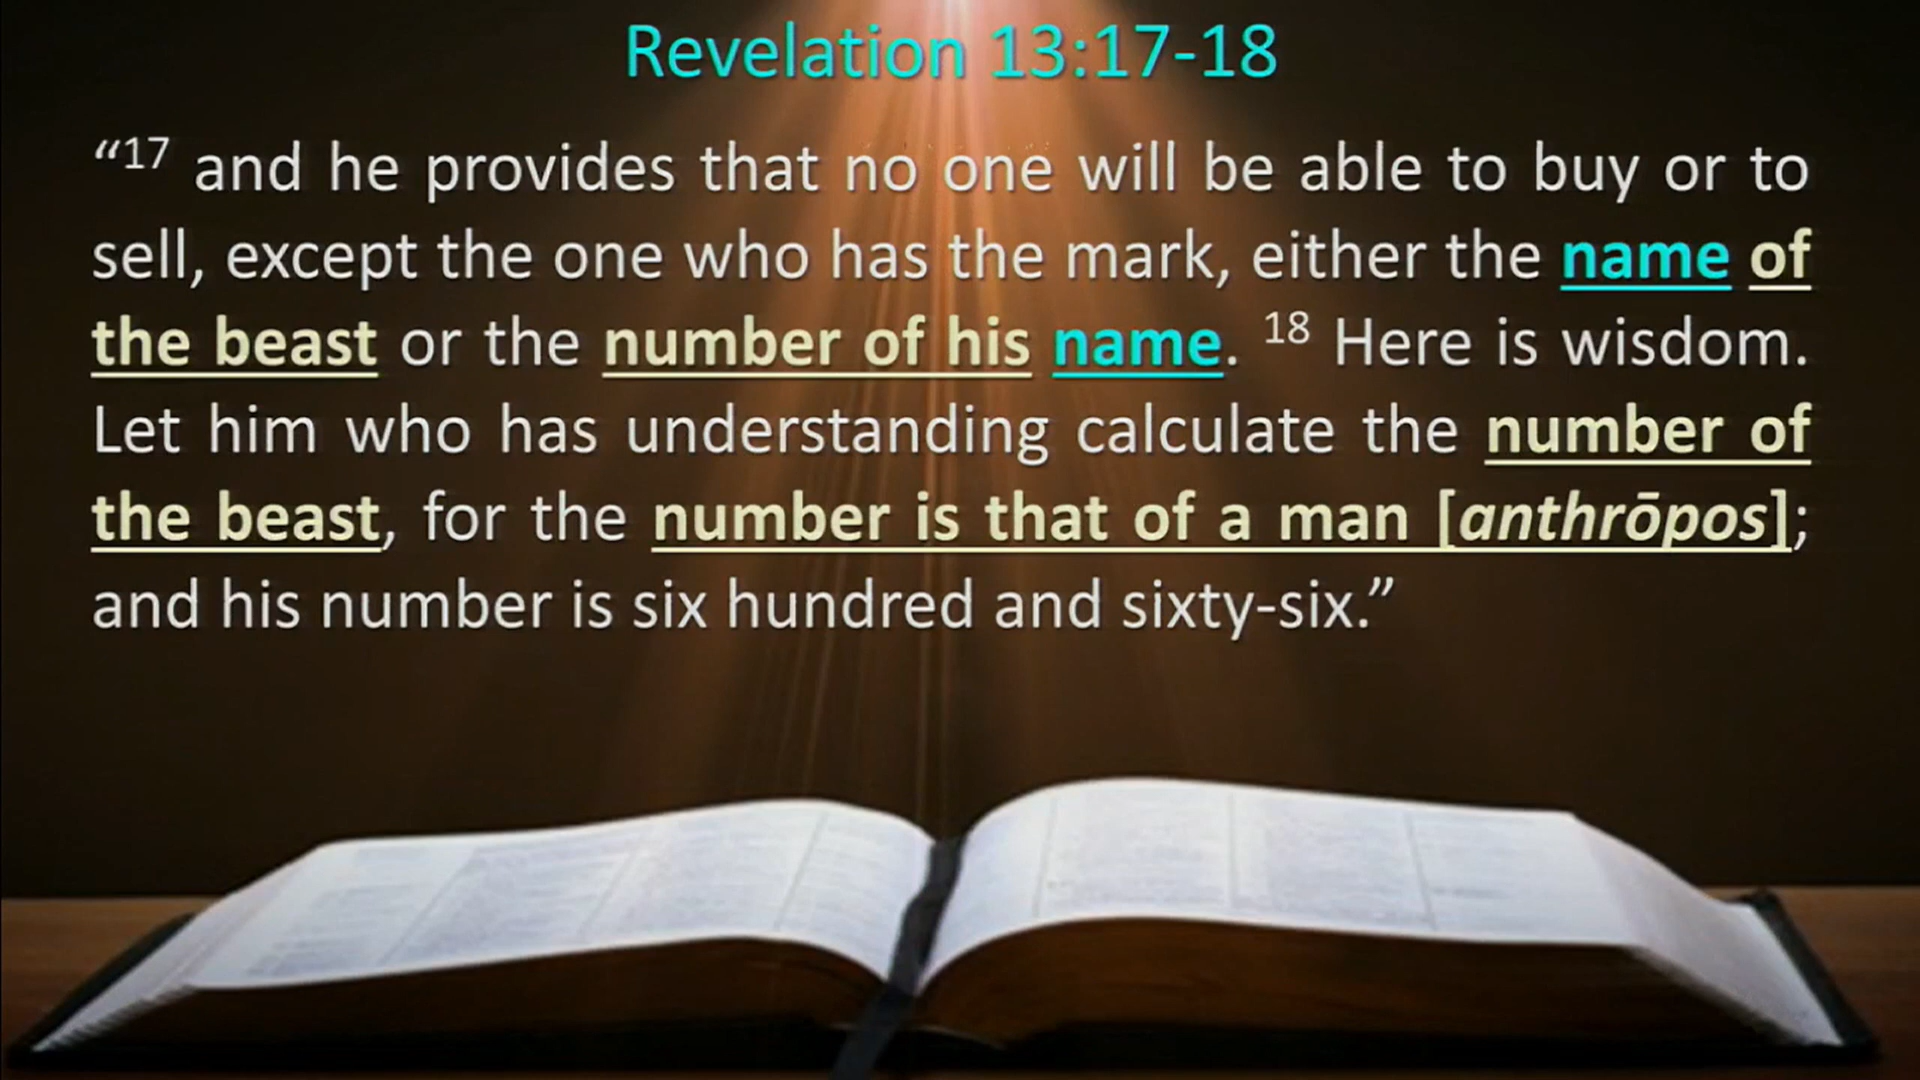 Revelation 13:17-18
“17 and he provides that no one will be able to buy or to
sell, except the one who has the mark, either the name of
the beast or the number of his name. 18 Here is wisdom.
Let him who has understanding calculate the number of
the beast, for the number is that of a man [anthrōpos];
and his number is six hundred and sixty-six.”